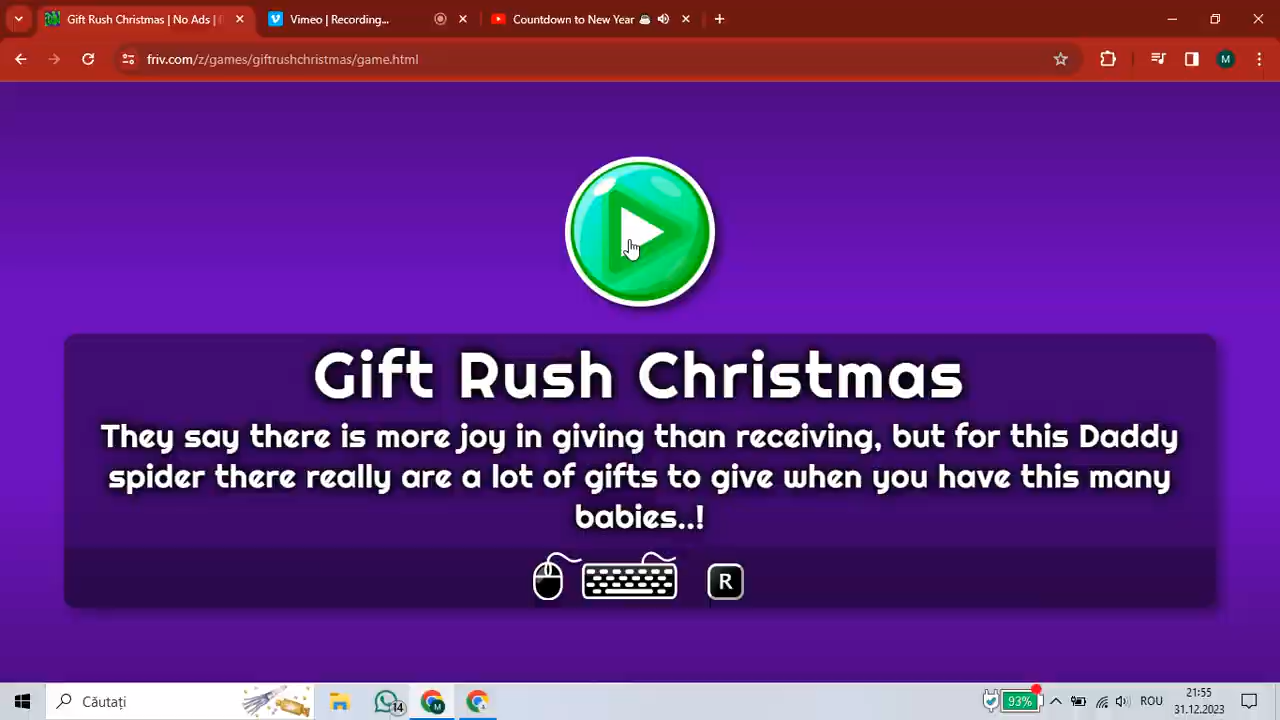 Gift Rush Christmas | No Ads |
Vimeo | Recording...
Countdown to New Year
friv.com/z/games/giftrushchristmas/game.html
M
Gift Rush Christmas
They say there is more joy in giving than receiving, but for this Daddy
spider there really are a lot of gifts to give when you have this many
babies..!
R
Căutați
14
M
93%
ROU
21:55
31.12.2023